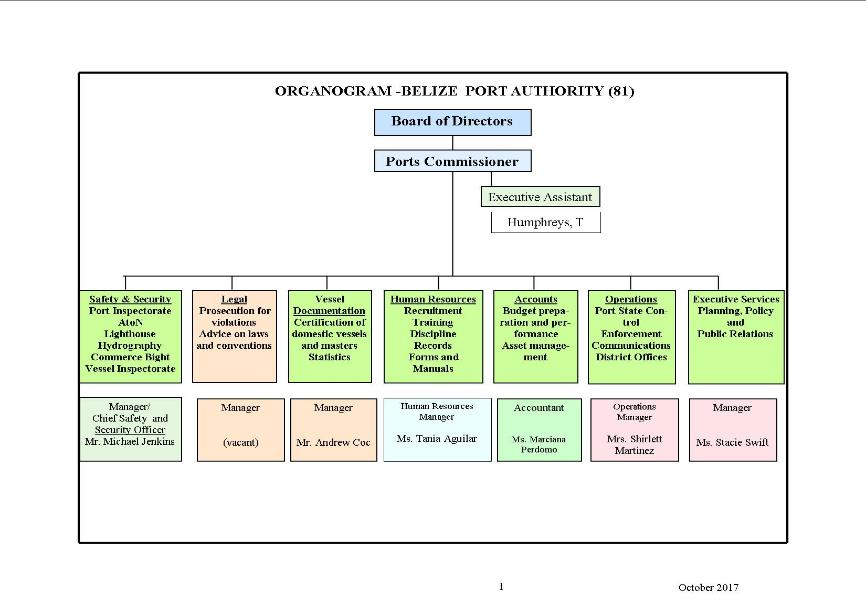 ORGANOGRAM -BELIZE PORT AUTHORITY (81)
Board of Directors
Ports Commissioner
Executive Assistant
Humphreys, T
Safety & Security
Port Inspectorate
AtoN
Lighthouse
Hydrography
Commerce Bight
Vessel Inspectorate
Legal
Prosecution for
violations
Advice on laws
and conventions
Vessel
Documentation
Certification of
domestic vessels
and masters
Statistics
Human Resources
Recruitment
Training
Discipline
Records
Forms and
Manuals
Accounts
Budget prepa-
ration and per-
formance
Asset manage-
ment
Operations
Port State Con-
trol
Enforcement
Communications
District Offices
Executive Services
Planning, Policy
and
Public Relations
Manager/
Chief Safety and
Security Officer
Mr. Michael Jenkins
Manager
(vacant)
Manager
Mr. Andrew Coc
Human Resources
Manager
Ms. Tania Aguilar
Accountant
Ms. Marciana
Perdomo
Operations
Manager
Mrs. Shirlett
Martinez
Manager
Ms. Stacie Swift
1
October 2017